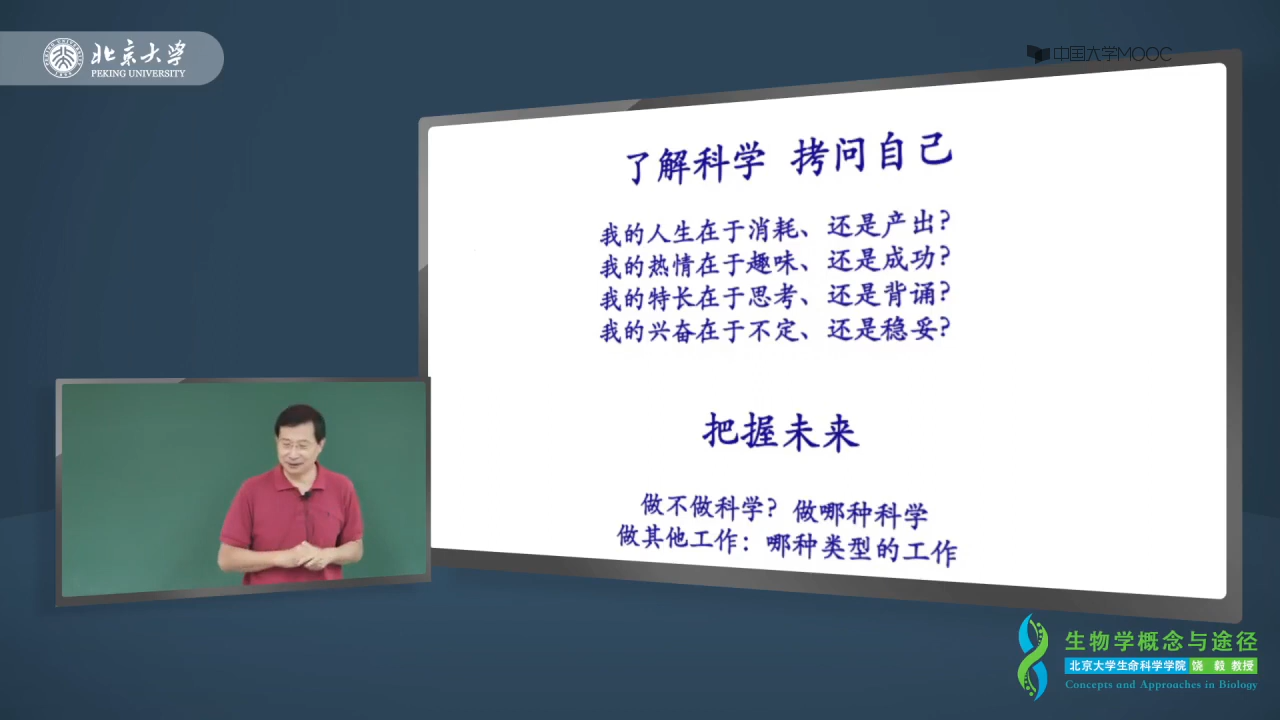 北京大学
PEKING UNIVERSITY
中国大学MOOC
了解科学 拷问自己
我的人生在于消耗、还是产出?
我的热情在于趣味、还是成功?
我的特长在于思考、还是背诵?
我的兴奋在于不定、还是稳妥?
把握未来
做不做科学? 做哪种科学
做其他工作: 哪种类型的工作
生物学概念与途径
北京大学生命科学学院 饶 毅 教授
Concepts and Approaches in Biology